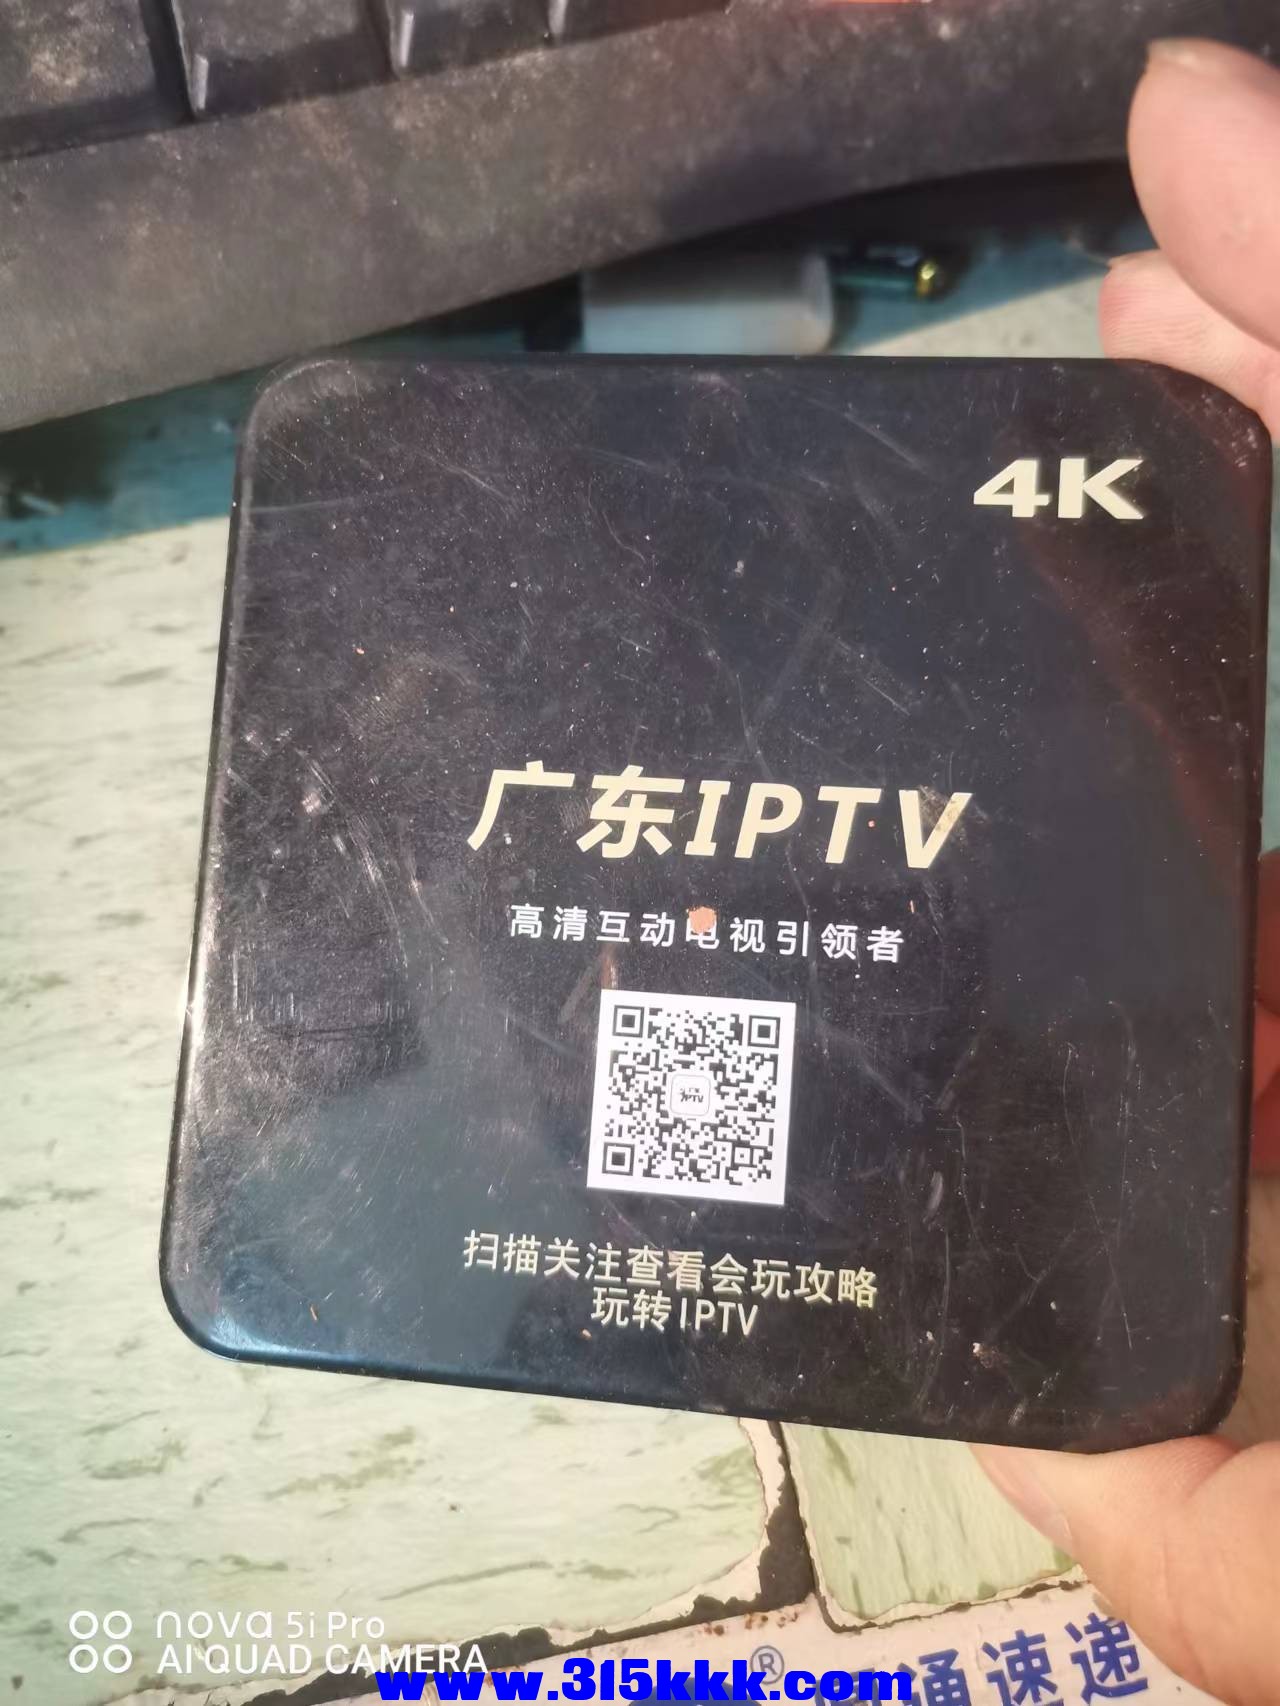 4K
广东IPTV
高清互动电视引领者
IPTV
扫描关注查看会玩攻略
玩转IPTV
nova 5i Pro
AI QUAD CAMERA
® 通速递
www.315kkk.com